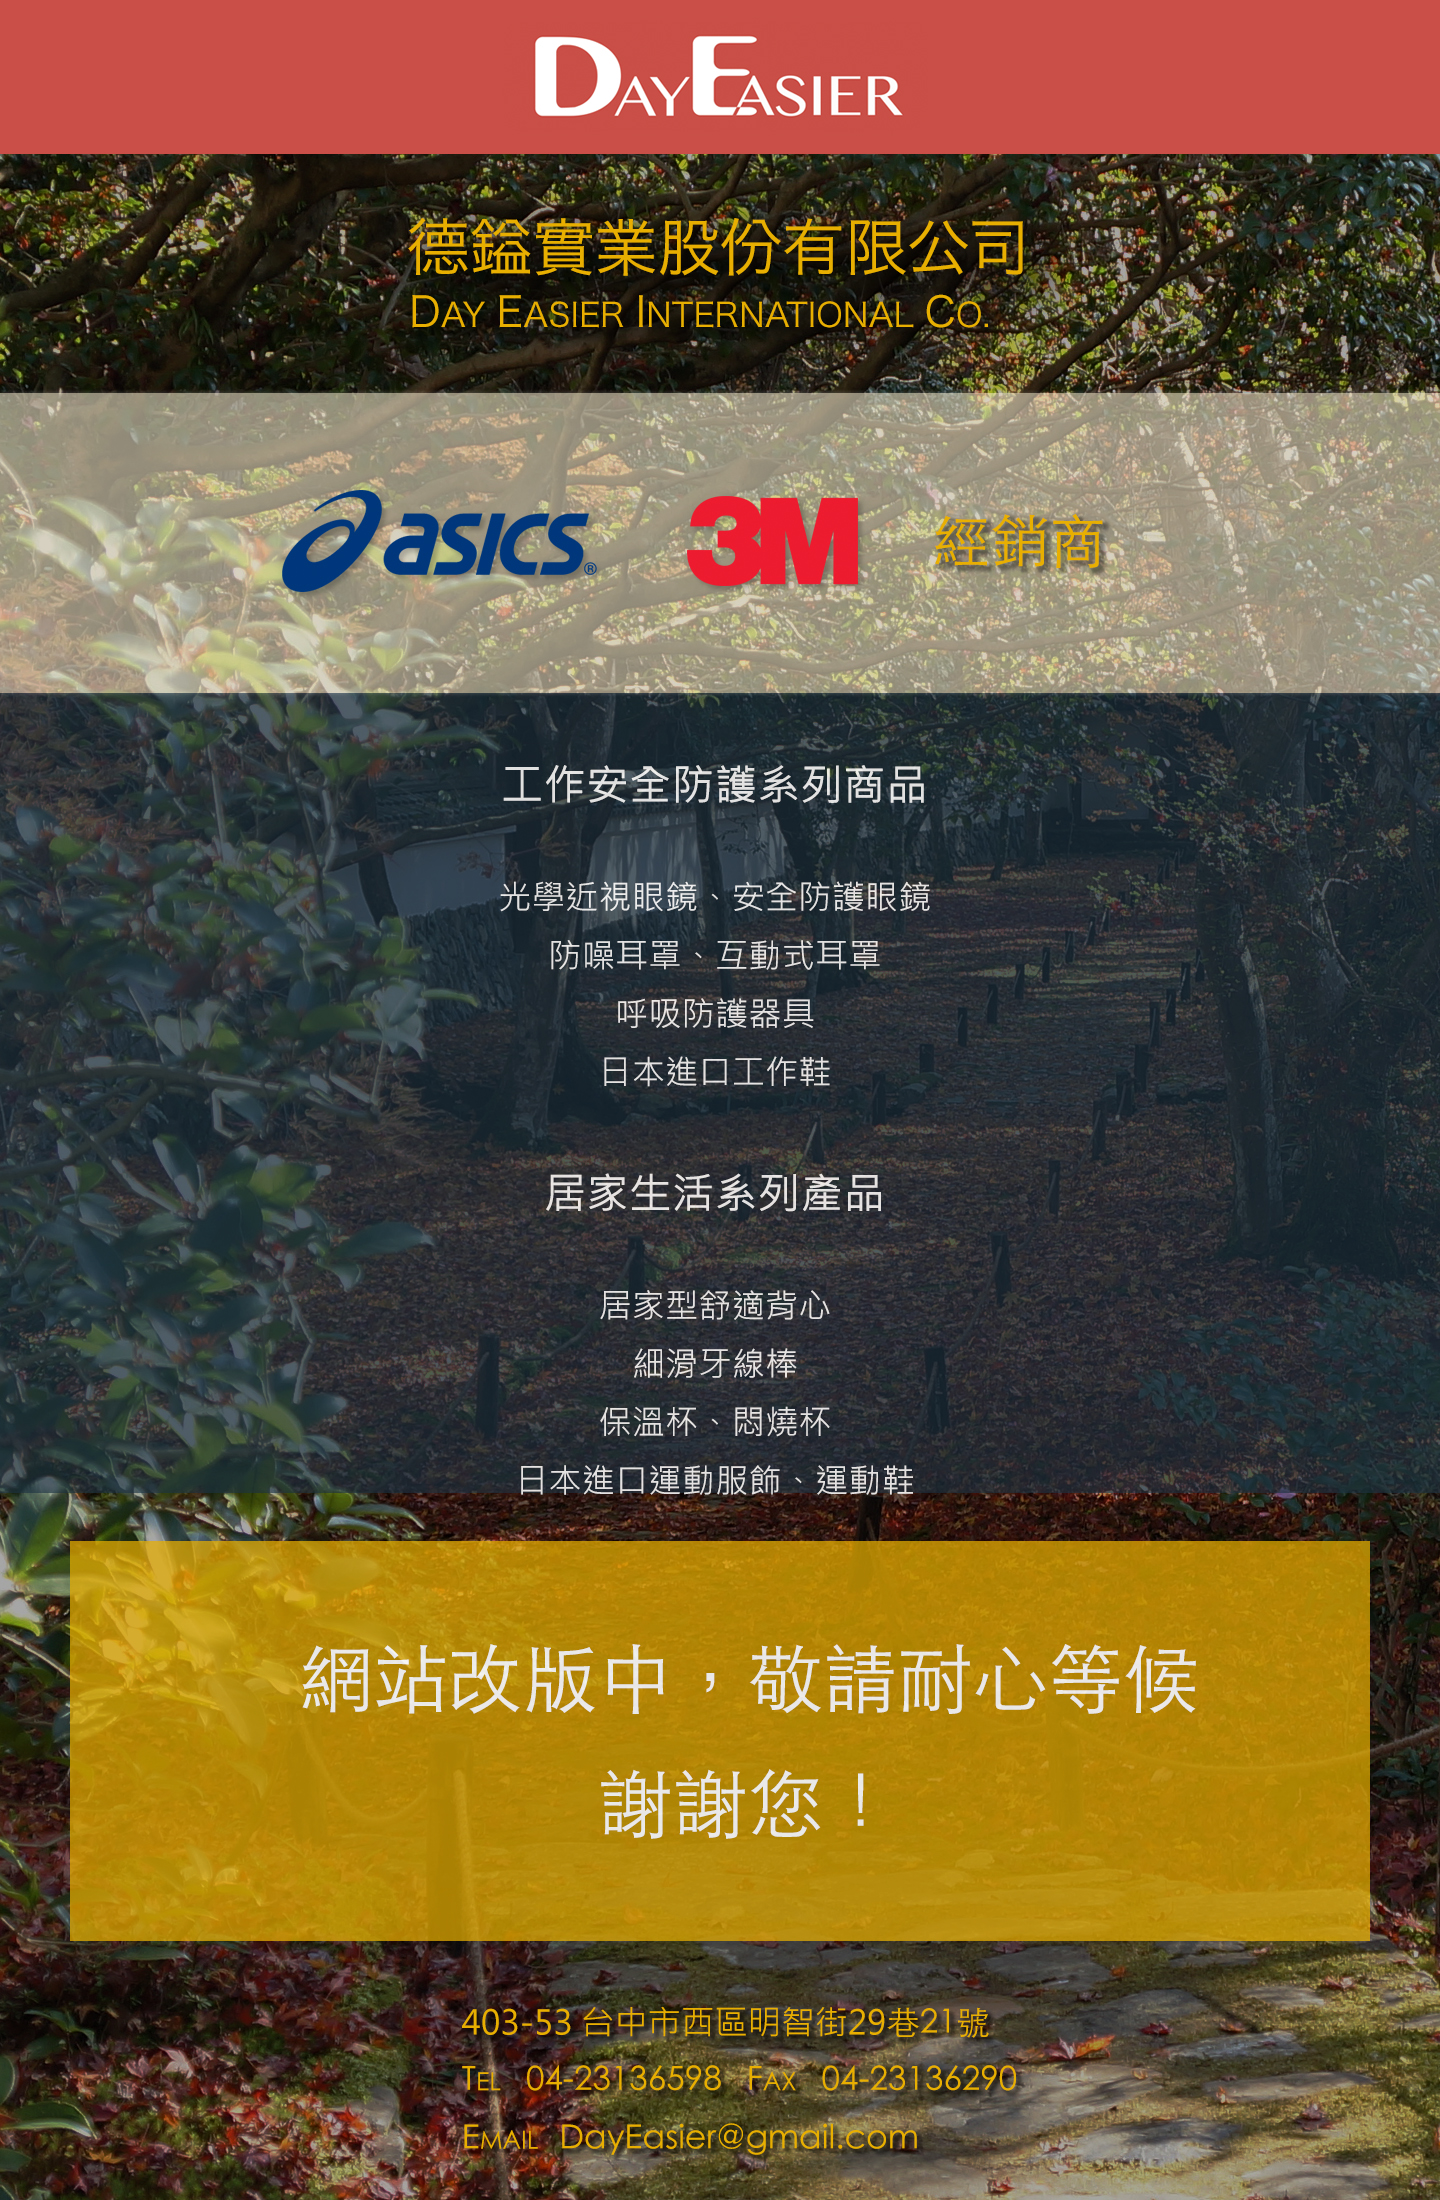 DAYEASIER
德鎰實業股份有限公司
DAY EASIER INTERNATIONAL CO.
asics® 3M 經銷商
工作安全防護系列商品
光學近視眼鏡、安全防護眼鏡
防噪耳罩、互動式耳罩
呼吸防護器具
日本進口工作鞋
居家生活系列產品
居家型舒適背心
細滑牙線棒
保溫杯、悶燒杯
日本進口運動服飾、運動鞋
網站改版中，敬請耐心等候
謝謝您！
403-53 台中市西區明智街29巷21號
TEL 04-23136598 FAX 04-23136290
EMAIL DayEasier@gmail.com